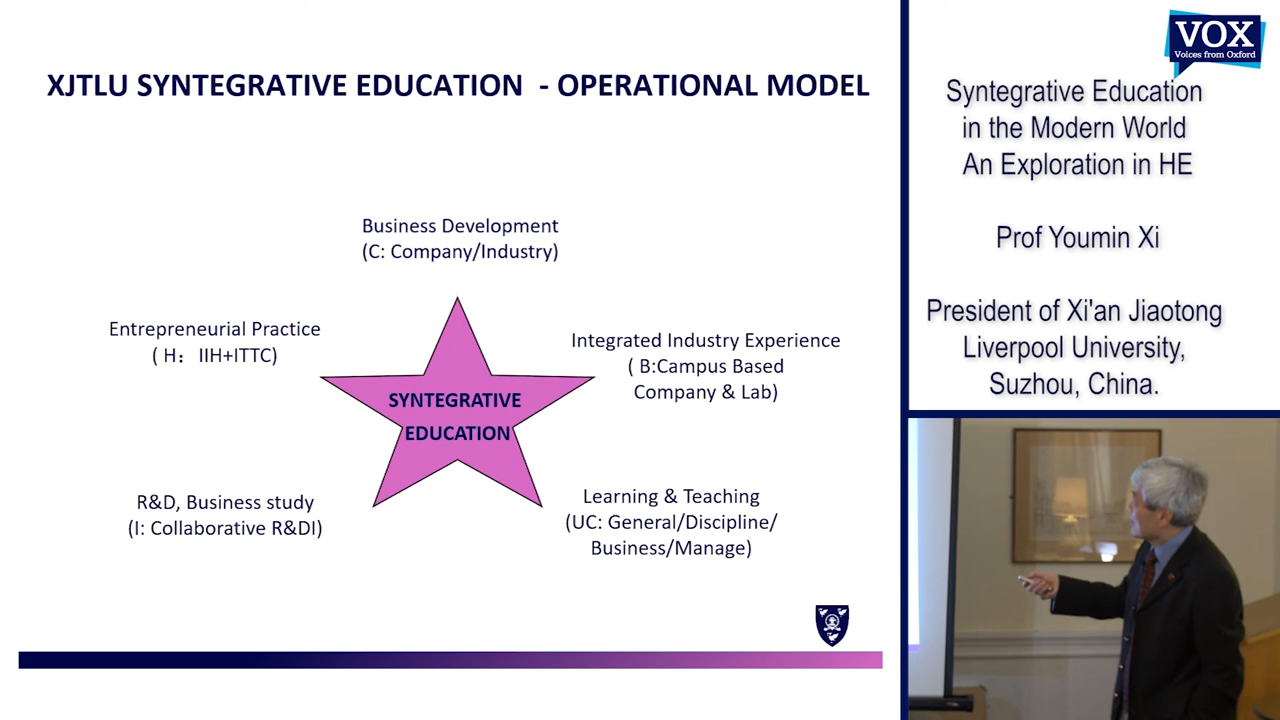 XJTLU SYNTEGRATIVE EDUCATION - OPERATIONAL MODEL
Business Development
(C: Company/Industry)
Entrepreneurial Practice
( H： IIH+ITTC)
Integrated Industry Experience
( B:Campus Based
Company & Lab)
SYNTEGRATIVE
EDUCATION
R&D, Business study
(I: Collaborative R&DI)
Learning & Teaching
(UC: General/Discipline/
Business/Manage)
VOX
Voices from Oxford
Syntegrative Education
in the Modern World
An Exploration in HE
Prof Youmin Xi
President of Xi'an Jiaotong
Liverpool University,
Suzhou, China.